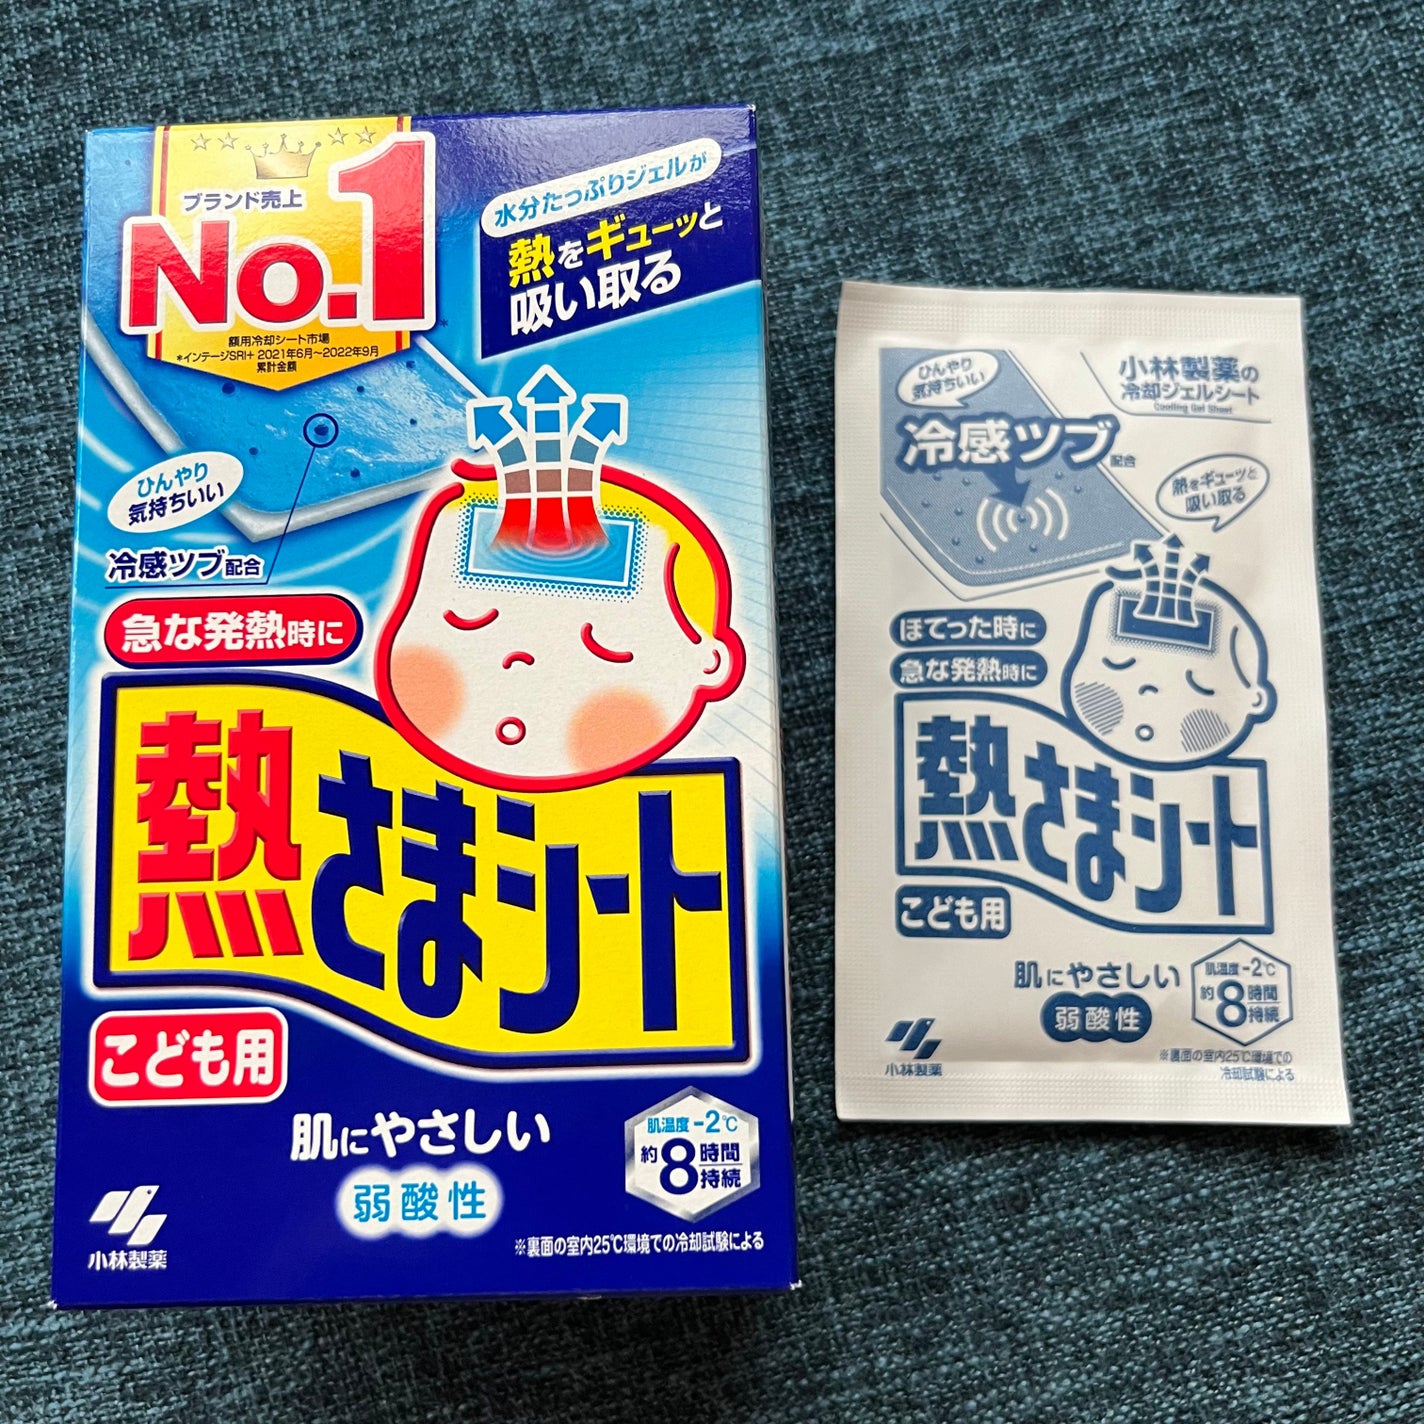 ブランド売上
No.1
額用冷却シート市場
*インテージSRI+ 2021年6月〜2022年9月
累計金額
水分たっぷりジェルが
熱をギューッと
吸い取る
ひんやり
気持ちいい
冷感ツブ配合
急な発熱時に
熱さまシート
こども用
肌にやさしい
弱酸性
肌温度-2℃
約8時間
持続
※裏面の室内25℃環境での冷却試験による
小林製薬
ひんやり
気持ちいい
小林製薬の
冷却ジェルシート
Cooling Gel Sheet
冷感ツブ配合
熱をギューッと
吸い取る
ほてった時に
急な発熱時に
熱さまシート
こども用
肌にやさしい
弱酸性
肌温度-2℃
約8時間
持続
※裏面の室内25℃環境での
冷却試験による
小林製薬